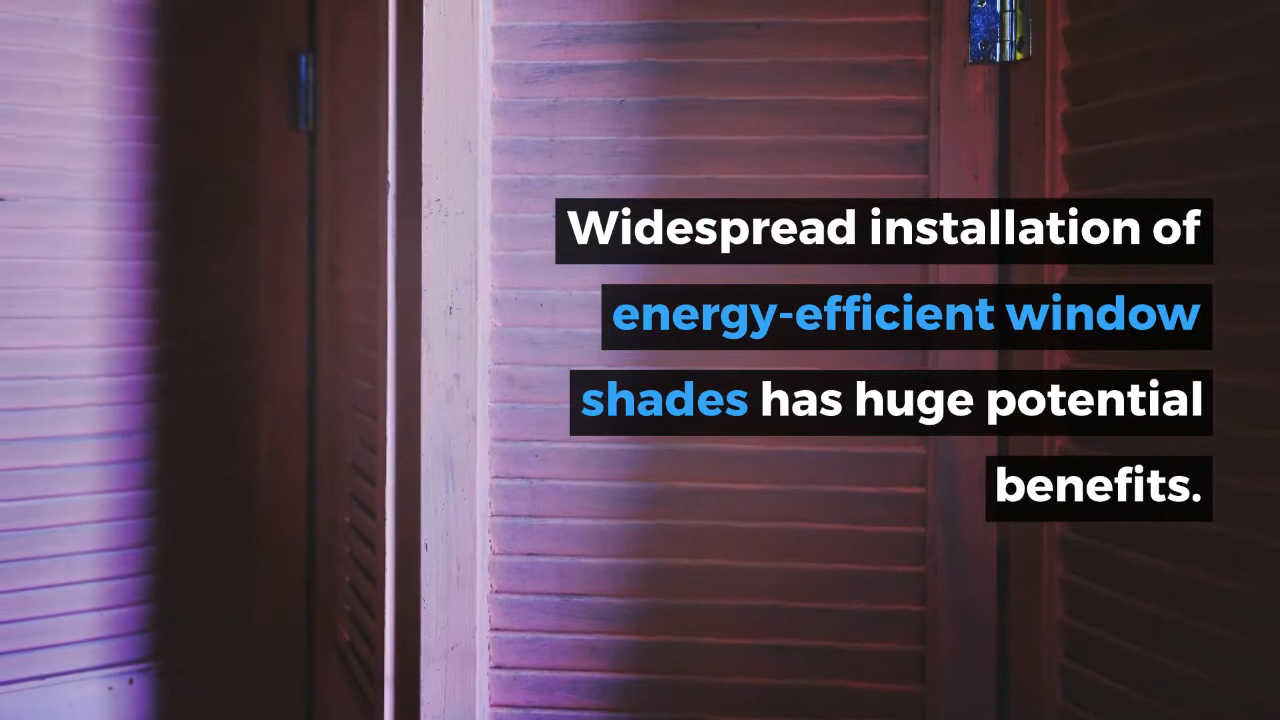 Widespread installation of
energy-efficient window
shades has huge potential
benefits.